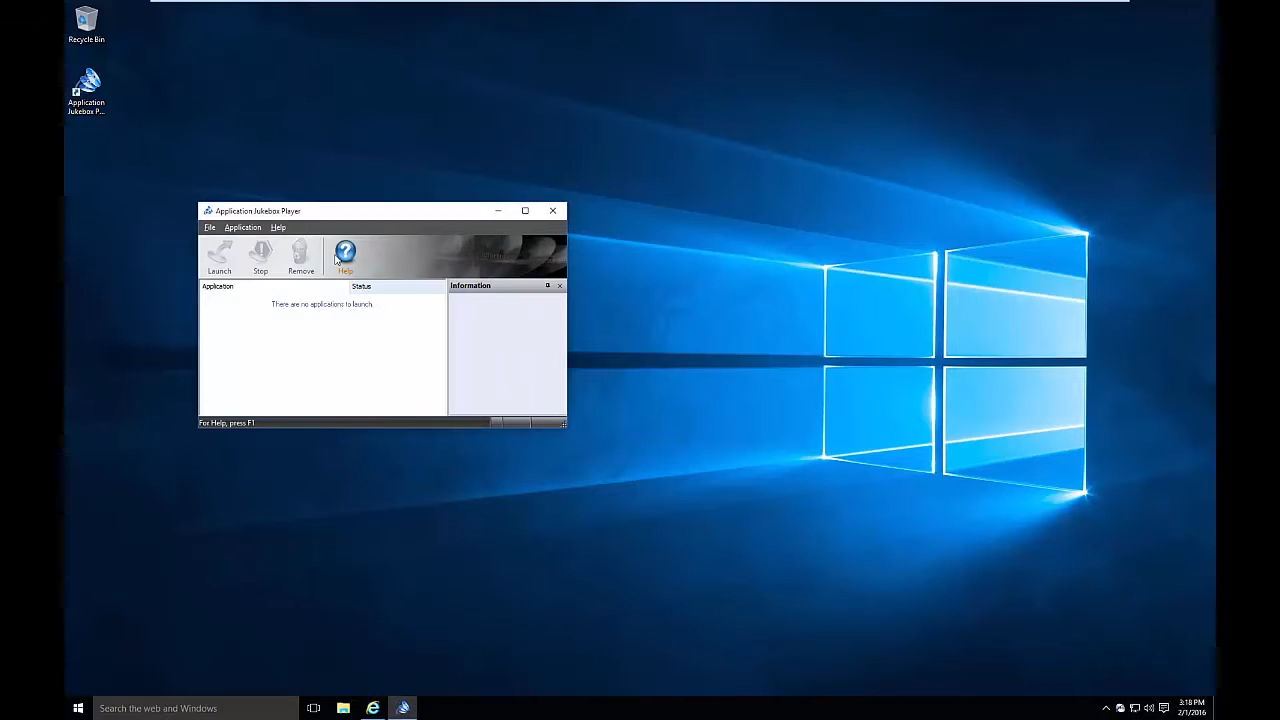 Recycle Bin
Application
Jukebox P...
Application Jukebox Player
File Application Help
Launch Stop Remove Help
Application Status Information
There are no applications to launch.
For Help, press F1
Search the web and Windows
3:18 PM
2/1/2016